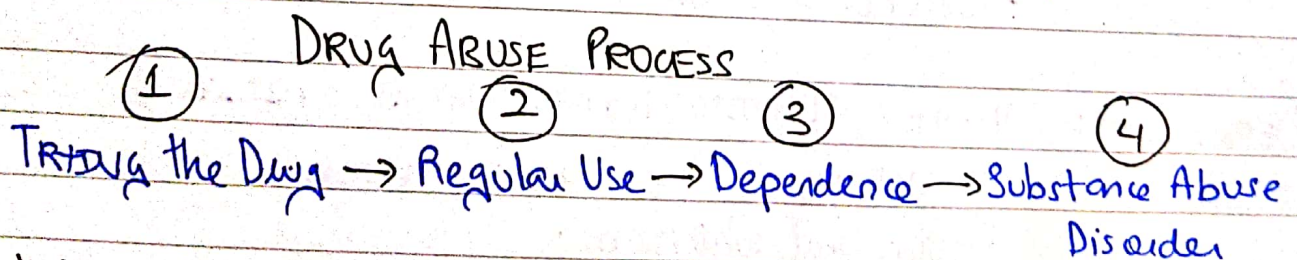 DRUG ABUSE PROCESS
1 2 3 4
TRYING the Drug → Regular Use → Dependence → Substance Abuse
Disorder